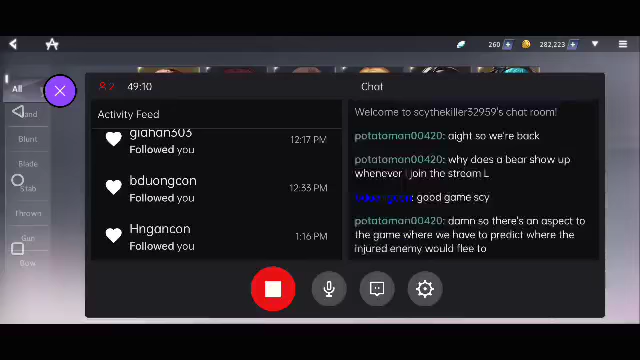 260
282,223
All
2
49:10
Chat
Blunt
Blade
Stab
Thrown
Gun
Activity Feed
giahan303
Followed you
12:17 PM
bduongcon
Followed you
12:33 PM
Hngancon
Followed you
1:16 PM
Welcome to scythekiller32959's chat room!
potatoman00420: aight so we're back
potatoman00420: why does a bear show up
whenever i join the stream L
bduongcon: good game scy
potatoman00420: damn so there's an aspect to
the game where we have to predict where the
injured enemy would flee to